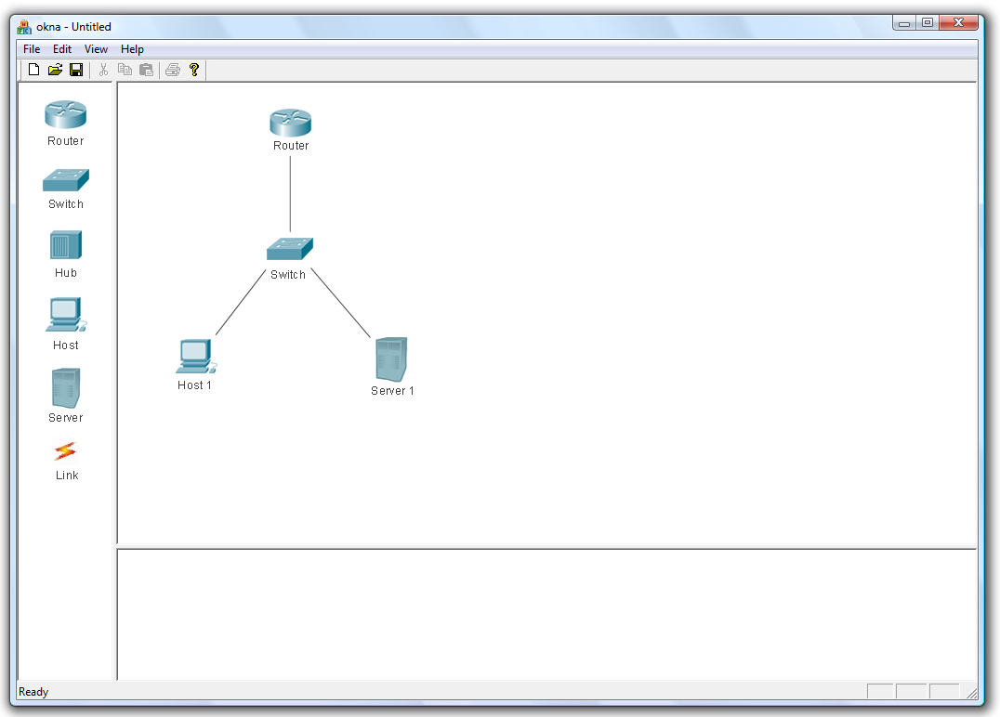 okna - Untitled
File Edit View Help
Router
Switch
Hub
Host
Server
Link
Router
Switch
Host 1
Server 1
Ready